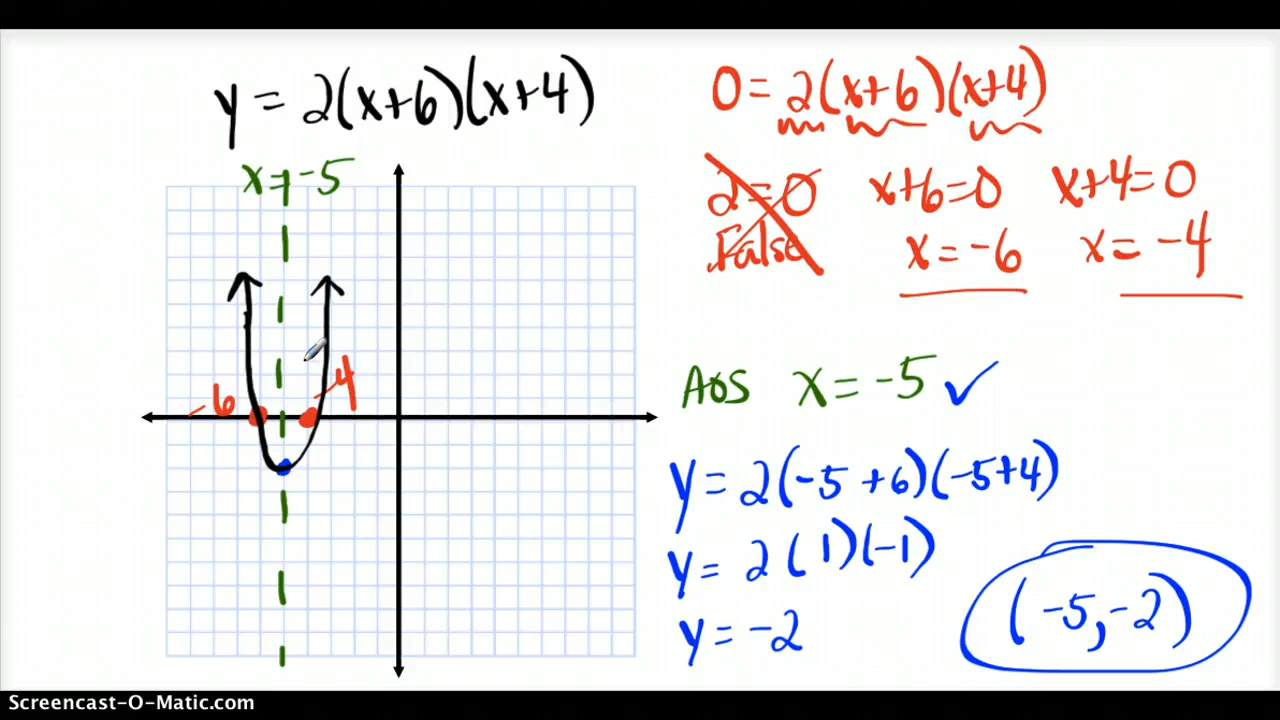 y = 2(x+6)(x+4)
x = -5
-6
-4
0 = 2(x+6)(x+4)
2 = 0 x+6=0 x+4=0
False x = -6 x = -4
AOS x = -5 ✓
y = 2(-5+6)(-5+4)
y = 2(1)(-1)
y = -2
(-5,-2)
Screencast-O-Matic.com